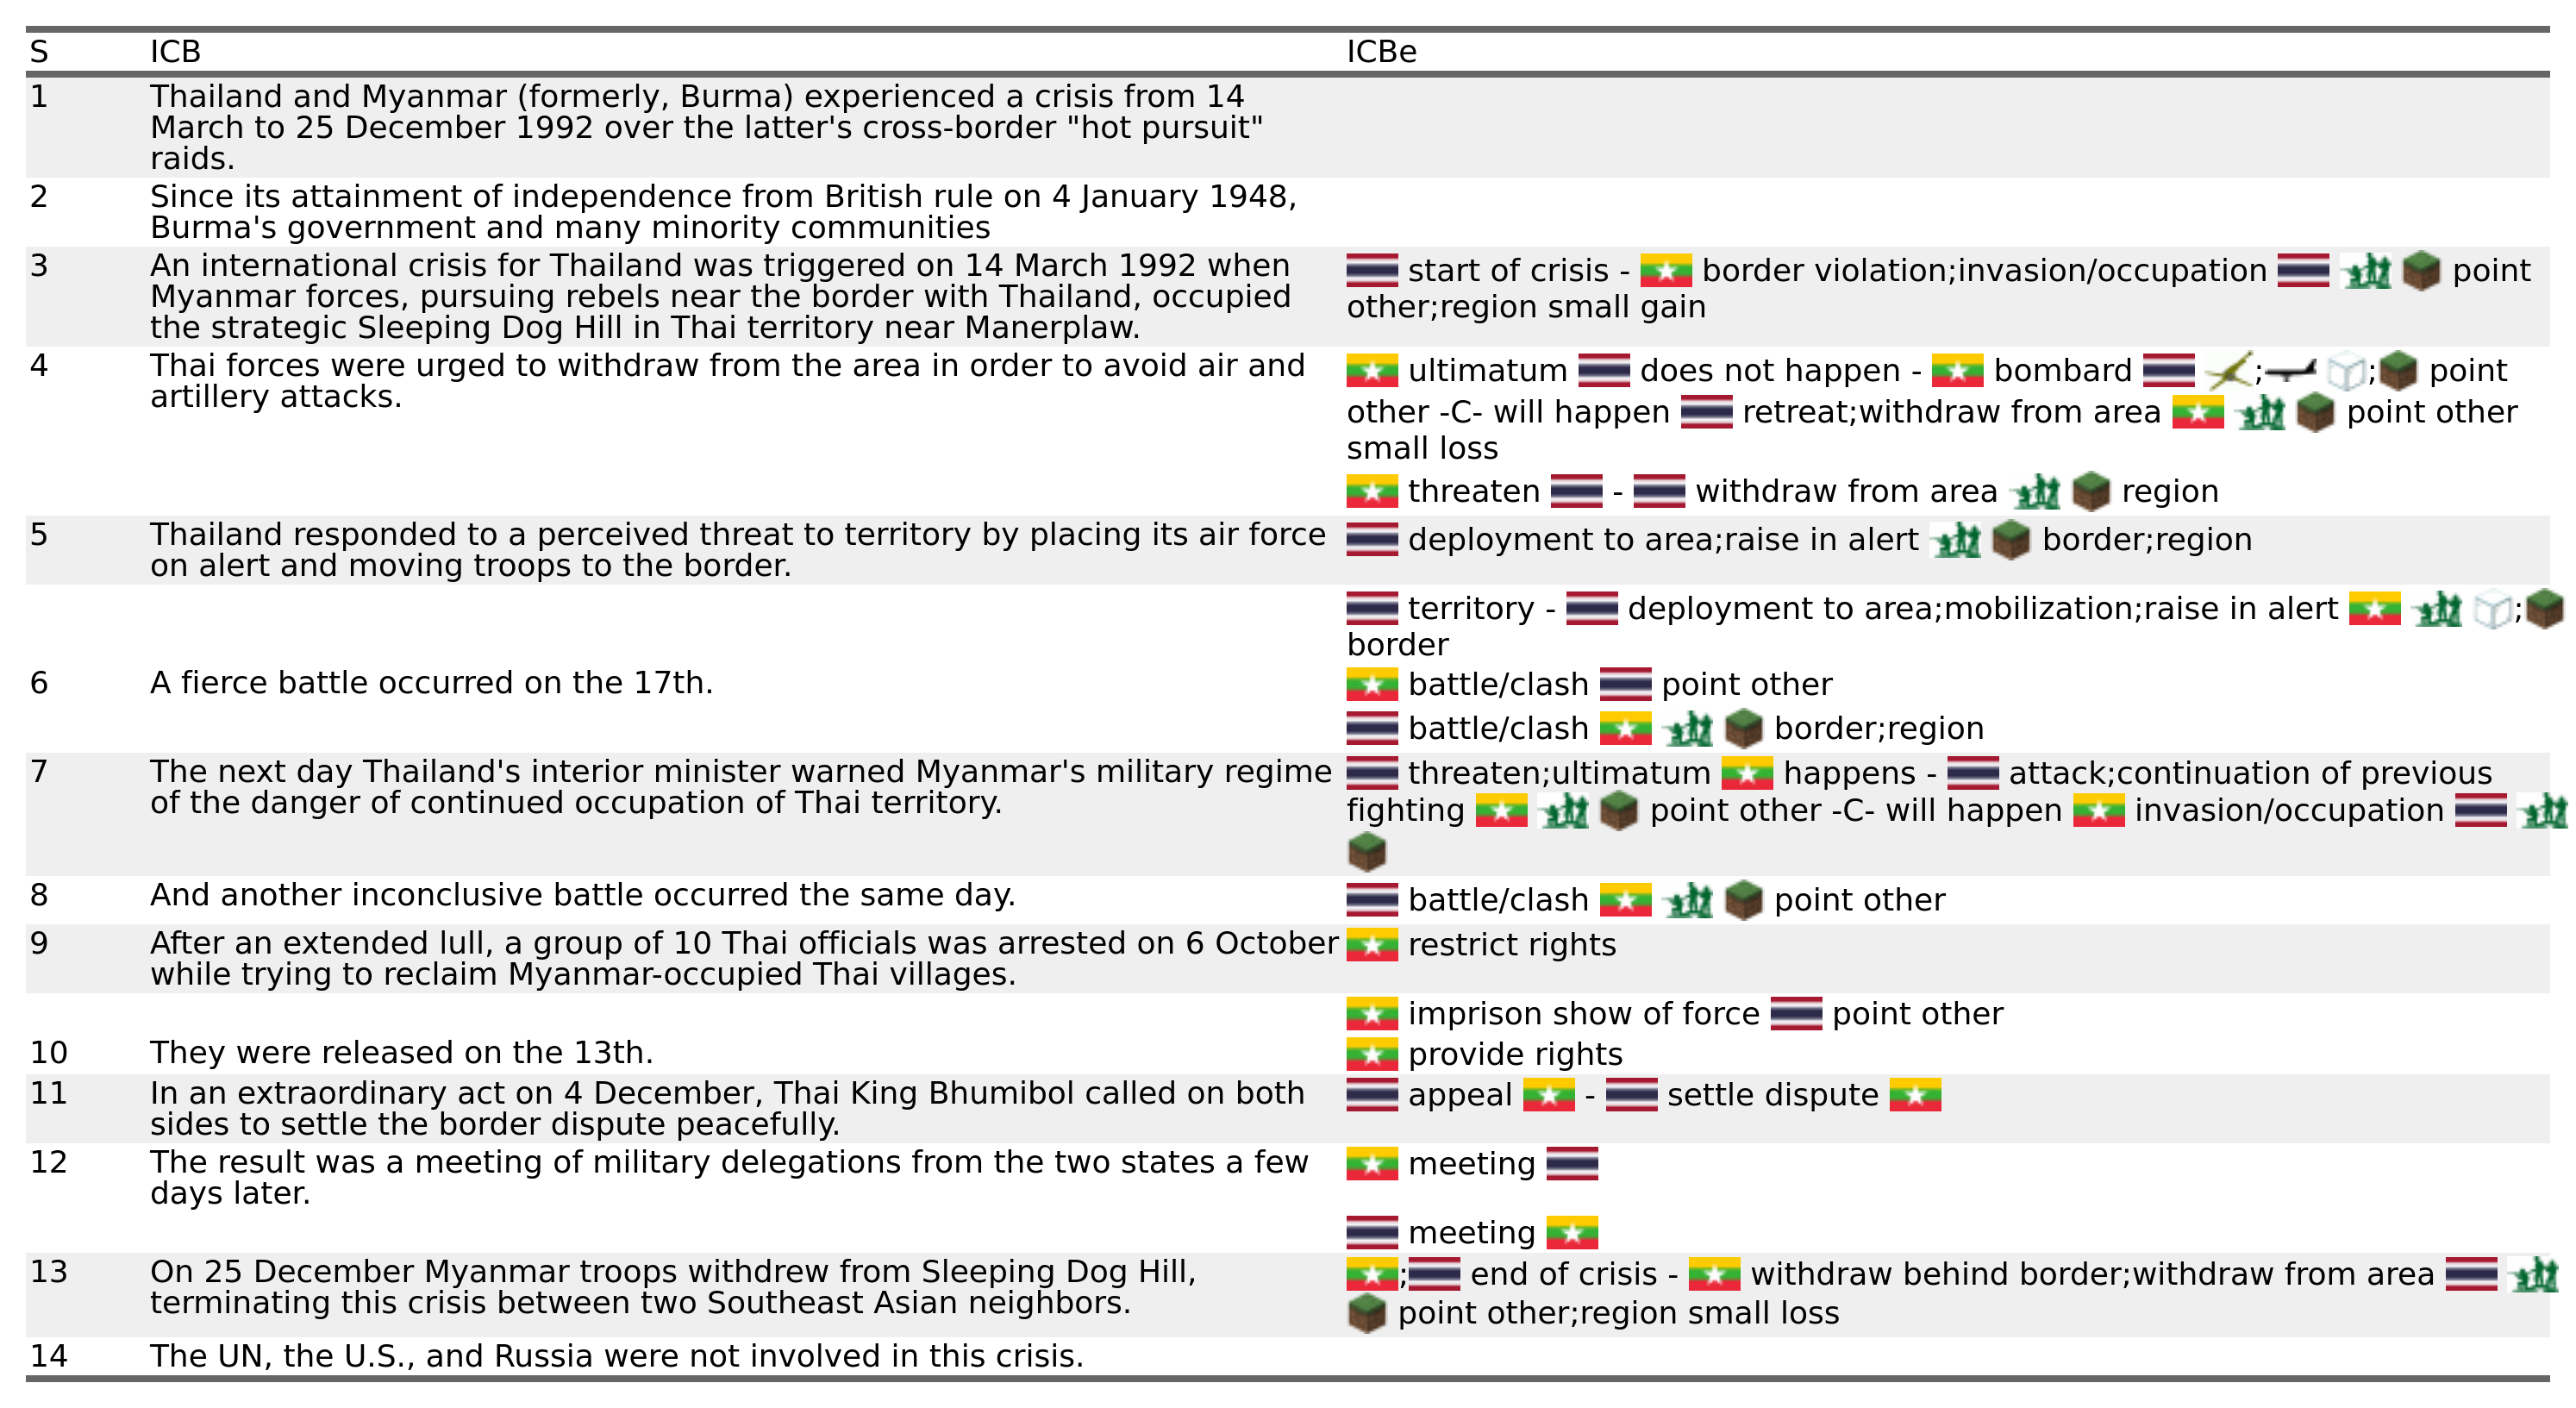 S ICB ICBe
1 Thailand and Myanmar (formerly, Burma) experienced a crisis from 14
March to 25 December 1992 over the latter's cross-border "hot pursuit"
raids.
2 Since its attainment of independence from British rule on 4 January 1948,
Burma's government and many minority communities
3 An international crisis for Thailand was triggered on 14 March 1992 when
Myanmar forces, pursuing rebels near the border with Thailand, occupied
the strategic Sleeping Dog Hill in Thai territory near Manerplaw.
start of crisis - border violation;invasion/occupation point
other;region small gain
4 Thai forces were urged to withdraw from the area in order to avoid air and
artillery attacks.
ultimatum does not happen - bombard ; ; point
other -C- will happen retreat;withdraw from area point other
small loss
threaten - withdraw from area region
5 Thailand responded to a perceived threat to territory by placing its air force
on alert and moving troops to the border.
deployment to area;raise in alert border;region
territory - deployment to area;mobilization;raise in alert ;
border
6 A fierce battle occurred on the 17th.
battle/clash point other
battle/clash border;region
7 The next day Thailand's interior minister warned Myanmar's military regime
of the danger of continued occupation of Thai territory.
threaten;ultimatum happens - attack;continuation of previous
fighting point other -C- will happen invasion/occupation
8 And another inconclusive battle occurred the same day.
battle/clash point other
9 After an extended lull, a group of 10 Thai officials was arrested on 6 October
while trying to reclaim Myanmar-occupied Thai villages.
restrict rights
imprison show of force point other
10 They were released on the 13th.
provide rights
11 In an extraordinary act on 4 December, Thai King Bhumibol called on both
sides to settle the border dispute peacefully.
appeal - settle dispute
12 The result was a meeting of military delegations from the two states a few
days later.
meeting
meeting
13 On 25 December Myanmar troops withdrew from Sleeping Dog Hill,
terminating this crisis between two Southeast Asian neighbors.
; end of crisis - withdraw behind border;withdraw from area
point other;region small loss
14 The UN, the U.S., and Russia were not involved in this crisis.